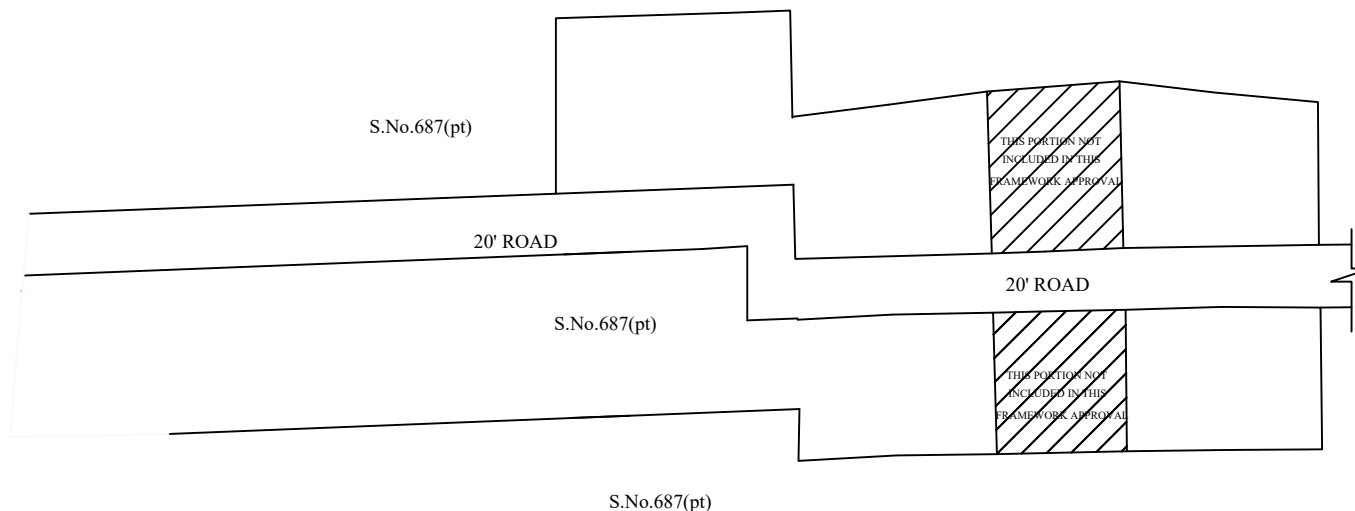 S.No.687(pt)
THIS PORTION NOT
INCLUDED IN THIS
FRAMEWORK APPROVAL
20' ROAD
20' ROAD
S.No.687(pt)
THIS PORTION NOT
INCLUDED IN THIS
FRAMEWORK APPROVAL
S.No.687(pt)